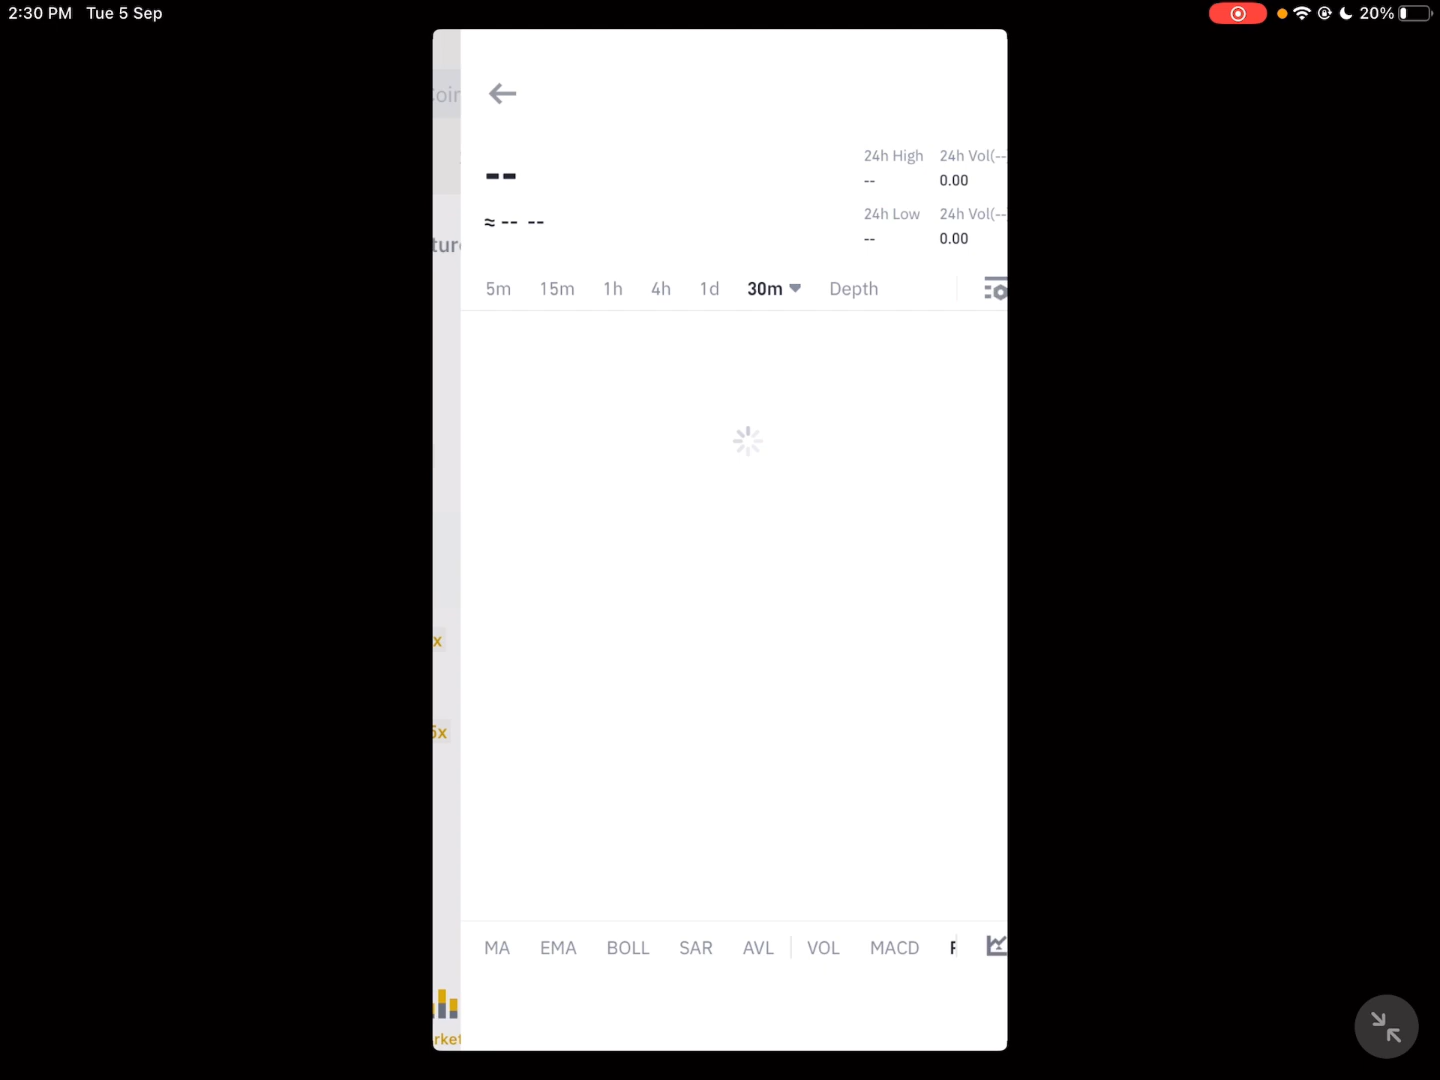 2:30 PM Tue 5 Sep
20%
24h High 24h Vol(--
-- 0.00
--
≈ -- --
24h Low 24h Vol(--
-- 0.00
5m 15m 1h 4h 1d 30m Depth
x
5x
MA EMA BOLL SAR AVL VOL MACD